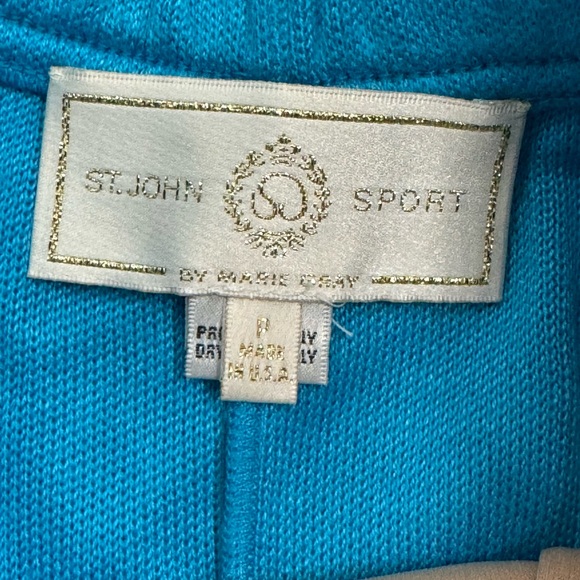 ST. JOHN SPORT
BY MARIE GRAY
P
MADE
IN U.S.A.